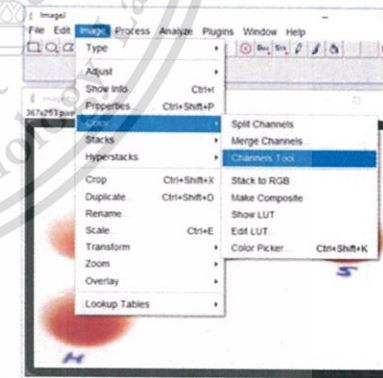 ImageJ
File Edit Image Process Analyze Plugins Window Help
Type
Adjust
Show Info Ctrl+I
Properties Ctrl+Shift+P
Color
Stacks
Hyperstacks
Crop Ctrl+Shift+X
Duplicate Ctrl+Shift+D
Rename
Scale Ctrl+E
Transform
Zoom
Overlay
Lookup Tables
Split Channels
Merge Channels
Channels Tool
Stack to RGB
Make Composite
Show LUT
Edit LUT
Color Picker Ctrl+Shift+K
S
H